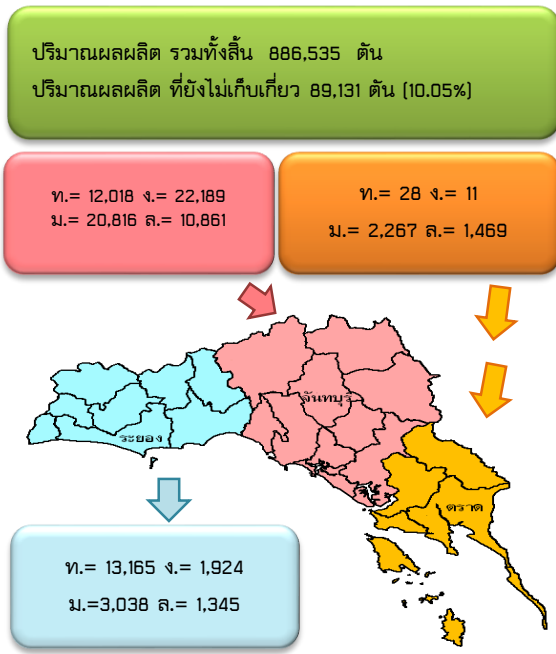 ปริมาณผลผลิต รวมทั้งสิ้น 886,535 ตัน
ปริมาณผลผลิต ที่ยังไม่เก็บเกี่ยว 89,131 ตัน (10.05%)
ท.= 12,018 ง.= 22,189
ม.= 20,816 ล.= 10,861
ท.= 28 ง.= 11
ม.= 2,267 ล.= 1,469
จันทบุรี
ระยอง
ตราด
ท.= 13,165 ง.= 1,924
ม.=3,038 ล.= 1,345